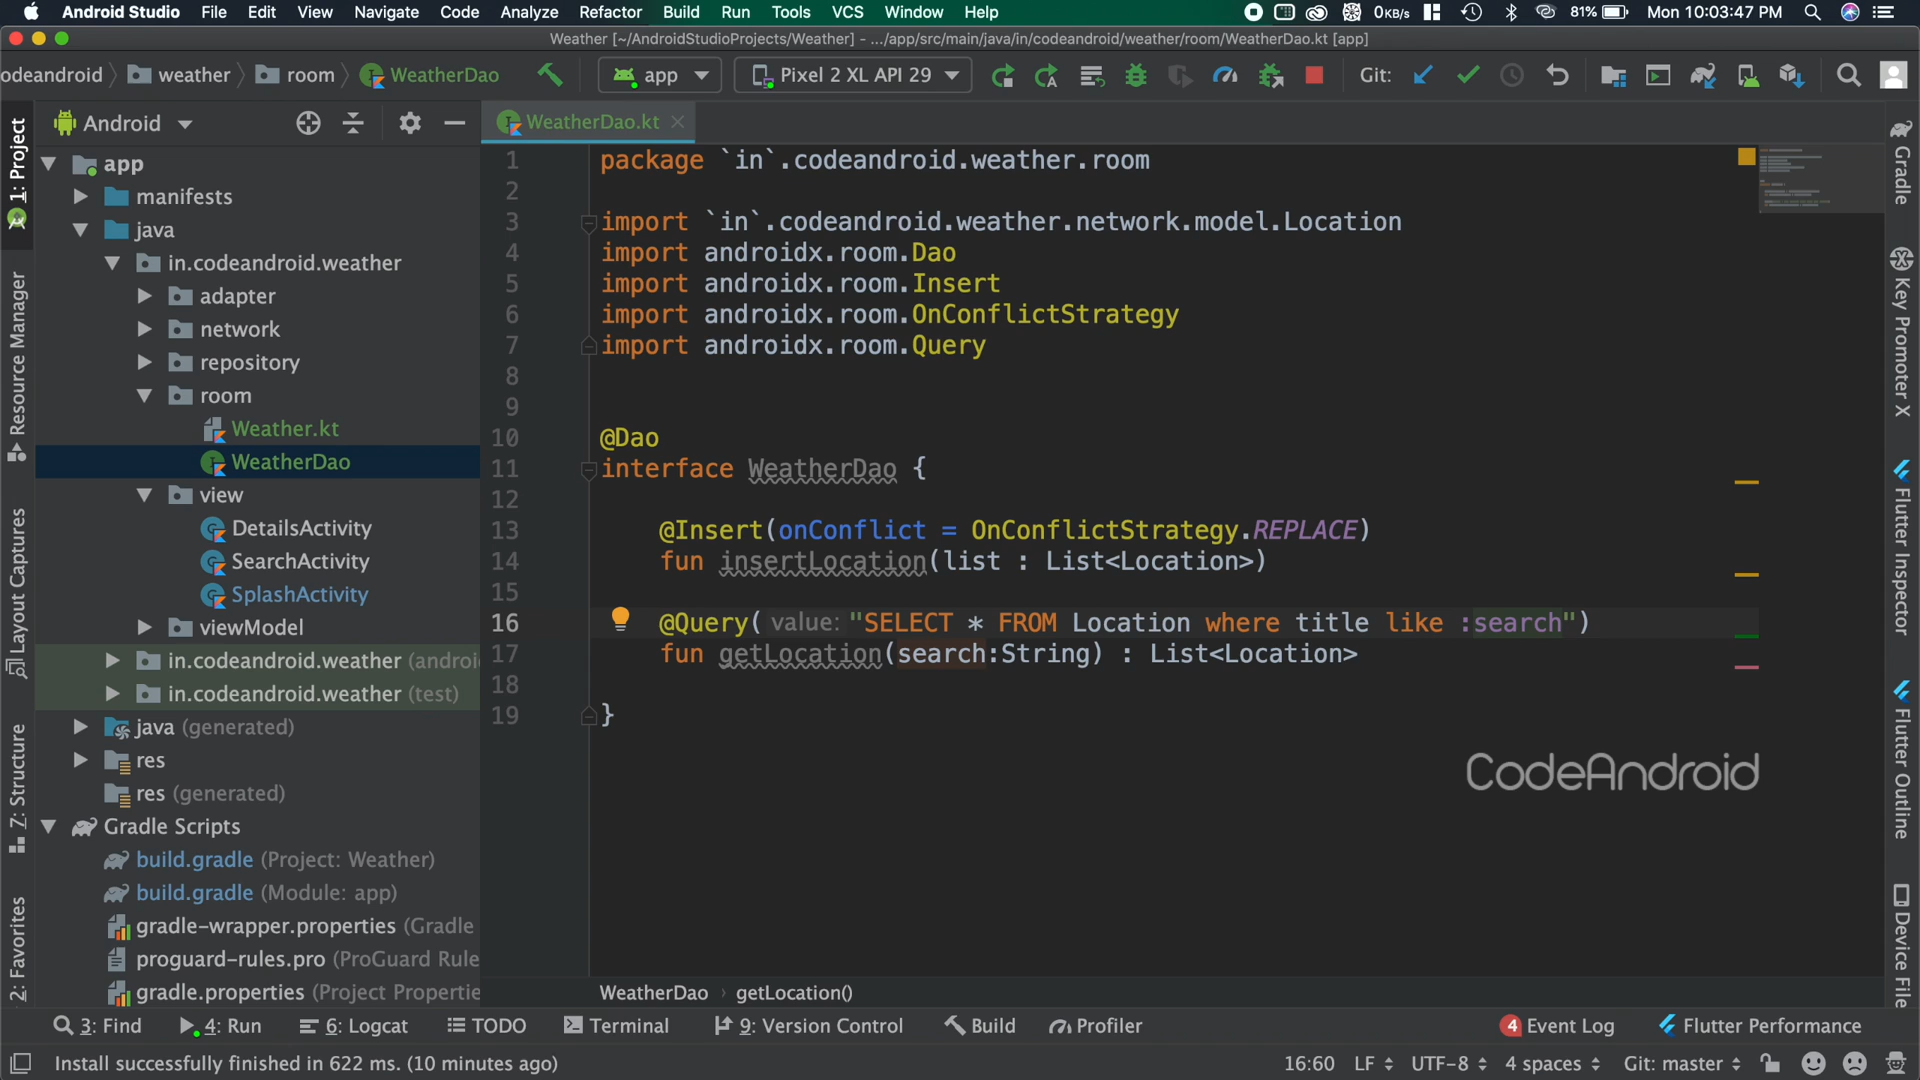 Android Studio File Edit View Navigate Code Analyze Refactor Build Run Tools VCS Window Help 0KB/s 81% Mon 10:03:47 PM
Weather [~/AndroidStudioProjects/Weather] - .../app/src/main/java/in/codeandroid/weather/room/WeatherDao.kt [app]
odeandroid weather room WeatherDao app Pixel 2 XL API 29 Git:
Android
WeatherDao.kt
app
manifests
java
in.codeandroid.weather
adapter
network
repository
room
Weather.kt
WeatherDao
view
DetailsActivity
SearchActivity
SplashActivity
viewModel
in.codeandroid.weather (androi
in.codeandroid.weather (test)
java (generated)
res
res (generated)
Gradle Scripts
build.gradle (Project: Weather)
build.gradle (Module: app)
gradle-wrapper.properties (Gradle
proguard-rules.pro (ProGuard Rule
gradle.properties (Project Propertie
1: Project
Resource Manager
Layout Captures
Z: Structure
2: Favorites
1 package `in`.codeandroid.weather.room
2
3 import `in`.codeandroid.weather.network.model.Location
4 import androidx.room.Dao
5 import androidx.room.Insert
6 import androidx.room.OnConflictStrategy
7 import androidx.room.Query
8
9
10 @Dao
11 interface WeatherDao {
12
13 @Insert(onConflict = OnConflictStrategy.REPLACE)
14 fun insertLocation(list : List<Location>)
15
16 @Query( value: "SELECT * FROM Location where title like :search")
17 fun getLocation(search:String) : List<Location>
18
19 }
CodeAndroid
Gradle
Key Promoter X
Flutter Inspector
Flutter Outline
Device File
WeatherDao getLocation()
3: Find 4: Run 6: Logcat TODO Terminal 9: Version Control Build Profiler 4 Event Log Flutter Performance
Install successfully finished in 622 ms. (10 minutes ago) 16:60 LF UTF-8 4 spaces Git: master